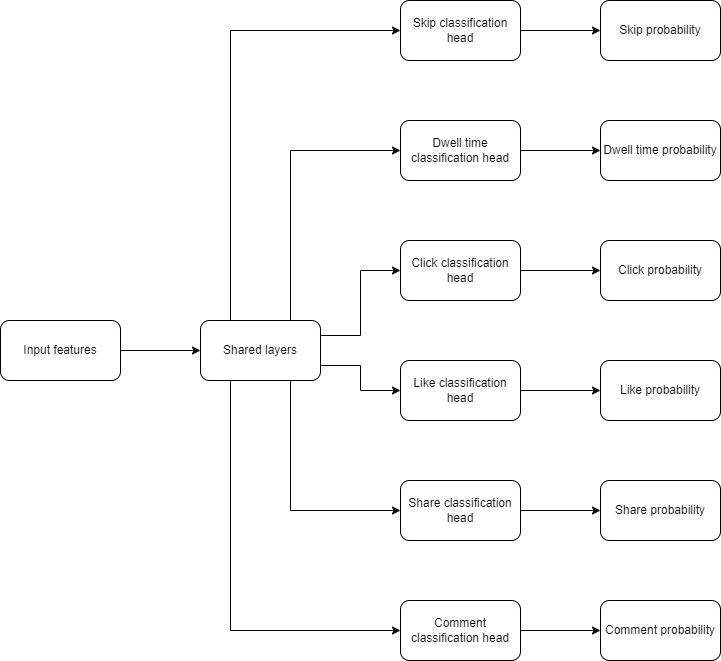 Skip classification
head
Skip probability
Dwell time
classification head
Dwell time probability
Click classification
head
Click probability
Input features
Shared layers
Like classification
head
Like probability
Share classification
head
Share probability
Comment
classification head
Comment probability